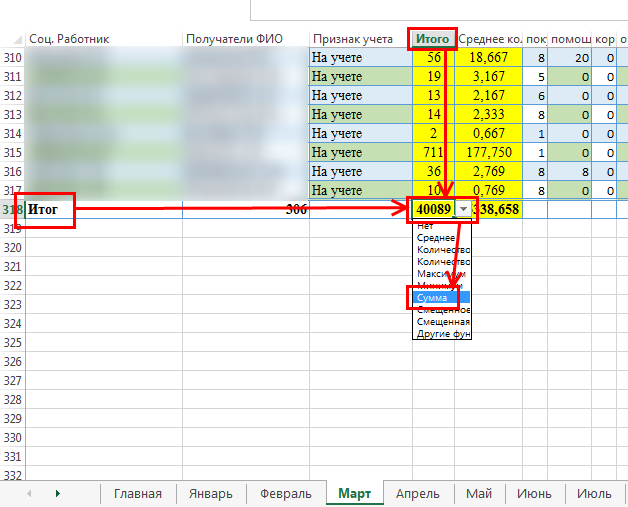 Соц. Работник Получатели ФИО Признак учета Итого Среднее кол поку помощ кор о
310 На учете 56 18,667 8 20 0
311 На учете 19 3,167 5 0 0
312 На учете 13 2,167 6 0 0
313 На учете 14 2,333 8 0 0
314 На учете 2 0,667 1 0 0
315 На учете 711 177,750 1 0 0
316 На учете 36 2,769 8 8 0
317 На учете 10 0,769 8 0 0
318 Итог 306 40089 338,658
319 Нет
320 Среднее
Количество
321 Количество
Максимум
322 Минимум
323 Сумма
Смещенное
324 Смещенная
Другие фун
325
326
327
328
329
330
331
332
Главная Январь Февраль Март Апрель Май Июнь Июль